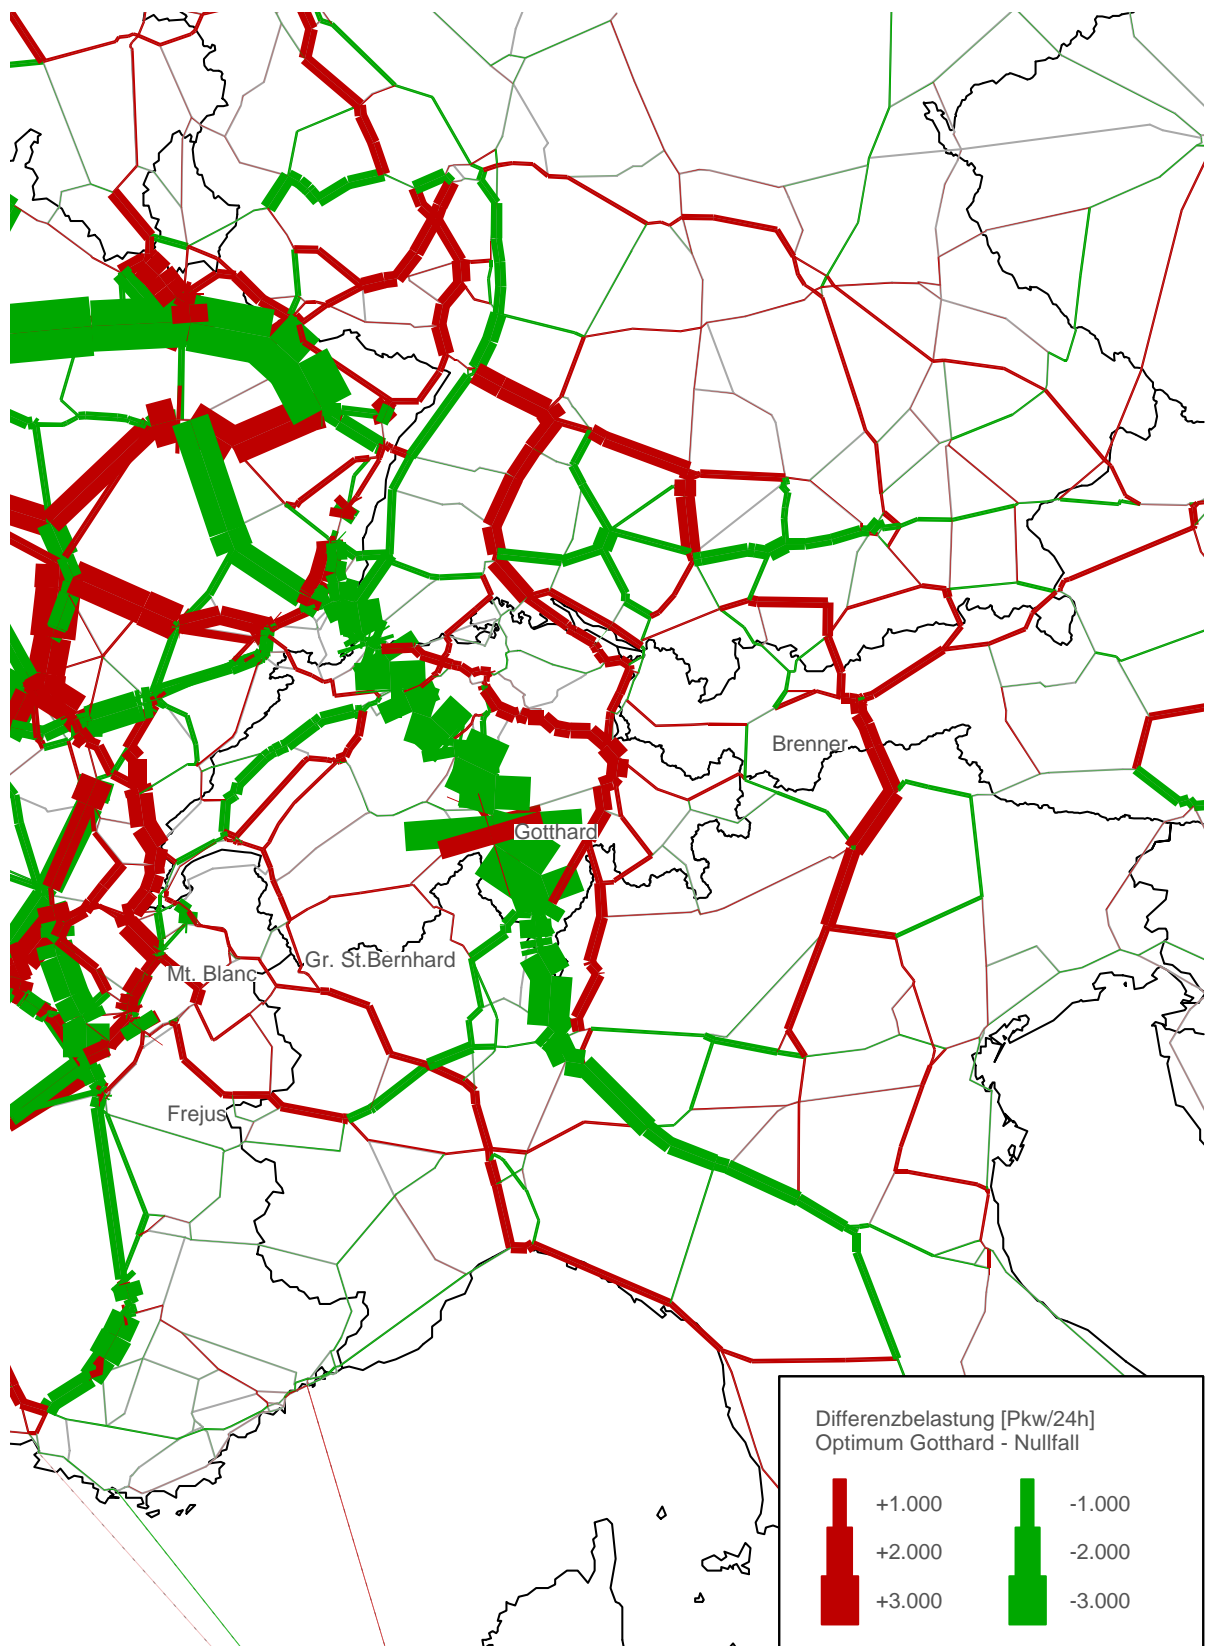 Brenner
Gotthard
Gr. St.Bernhard
Mt. Blanc
Frejus
Differenzbelastung [Pkw/24h]
Optimum Gotthard - Nullfall
+1.000 -1.000
+2.000 -2.000
+3.000 -3.000